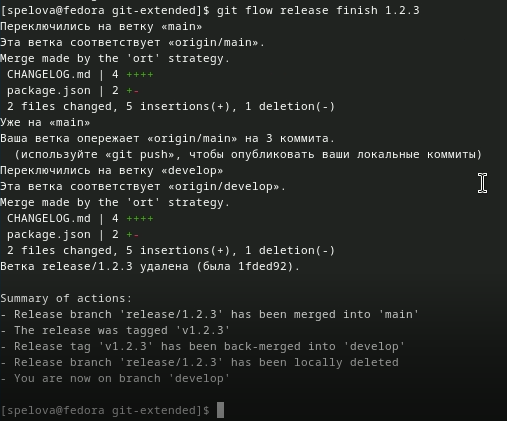 [spelova@fedora git-extended]$ git flow release finish 1.2.3
Переключились на ветку «main»
Эта ветка соответствует «origin/main».
Merge made by the 'ort' strategy.
 CHANGELOG.md | 4 ++++
 package.json | 2 +-
 2 files changed, 5 insertions(+), 1 deletion(-)
Уже на «main»
Ваша ветка опережает «origin/main» на 3 коммита.
  (используйте «git push», чтобы опубликовать ваши локальные коммиты)
Переключились на ветку «develop»
Эта ветка соответствует «origin/develop».
Merge made by the 'ort' strategy.
 CHANGELOG.md | 4 ++++
 package.json | 2 +-
 2 files changed, 5 insertions(+), 1 deletion(-)
Ветка release/1.2.3 удалена (была 1fded92).

Summary of actions:
- Release branch 'release/1.2.3' has been merged into 'main'
- The release was tagged 'v1.2.3'
- Release tag 'v1.2.3' has been back-merged into 'develop'
- Release branch 'release/1.2.3' has been locally deleted
- You are now on branch 'develop'

[spelova@fedora git-extended]$